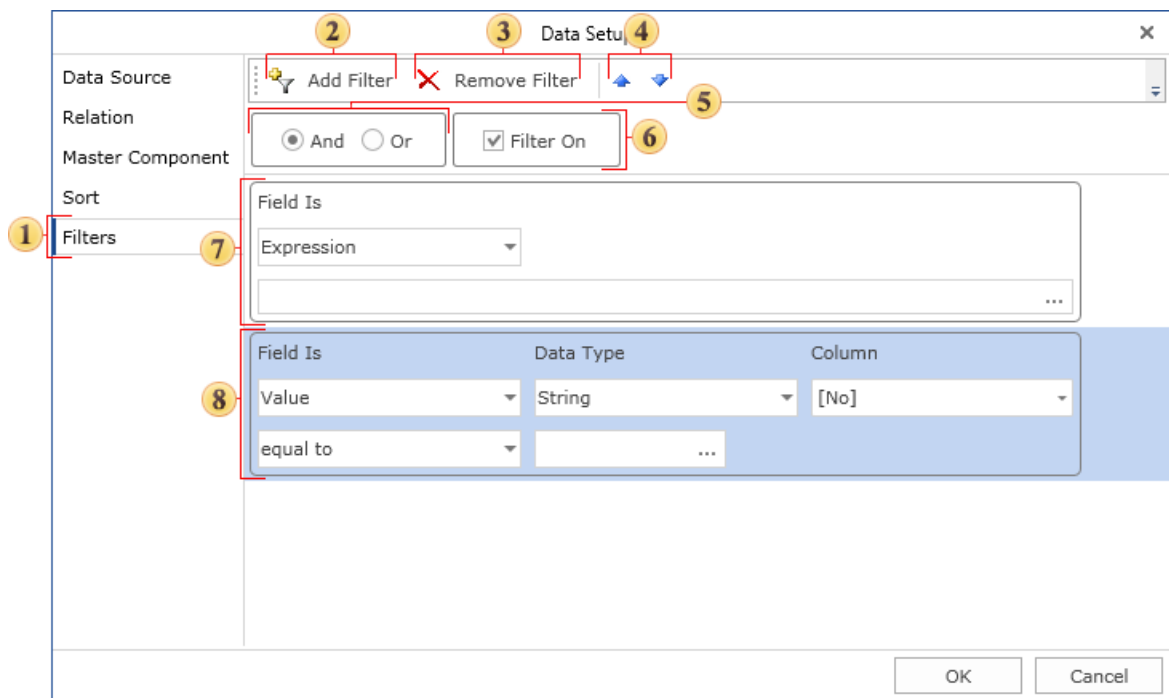 2 3 Data Setup 4
Data Source Add Filter Remove Filter
5
Relation And Or Filter On 6
Master Component
Sort Field Is
1 Filters 7 Expression
...
Field Is Data Type Column
8 Value String [No]
equal to ...
OK Cancel